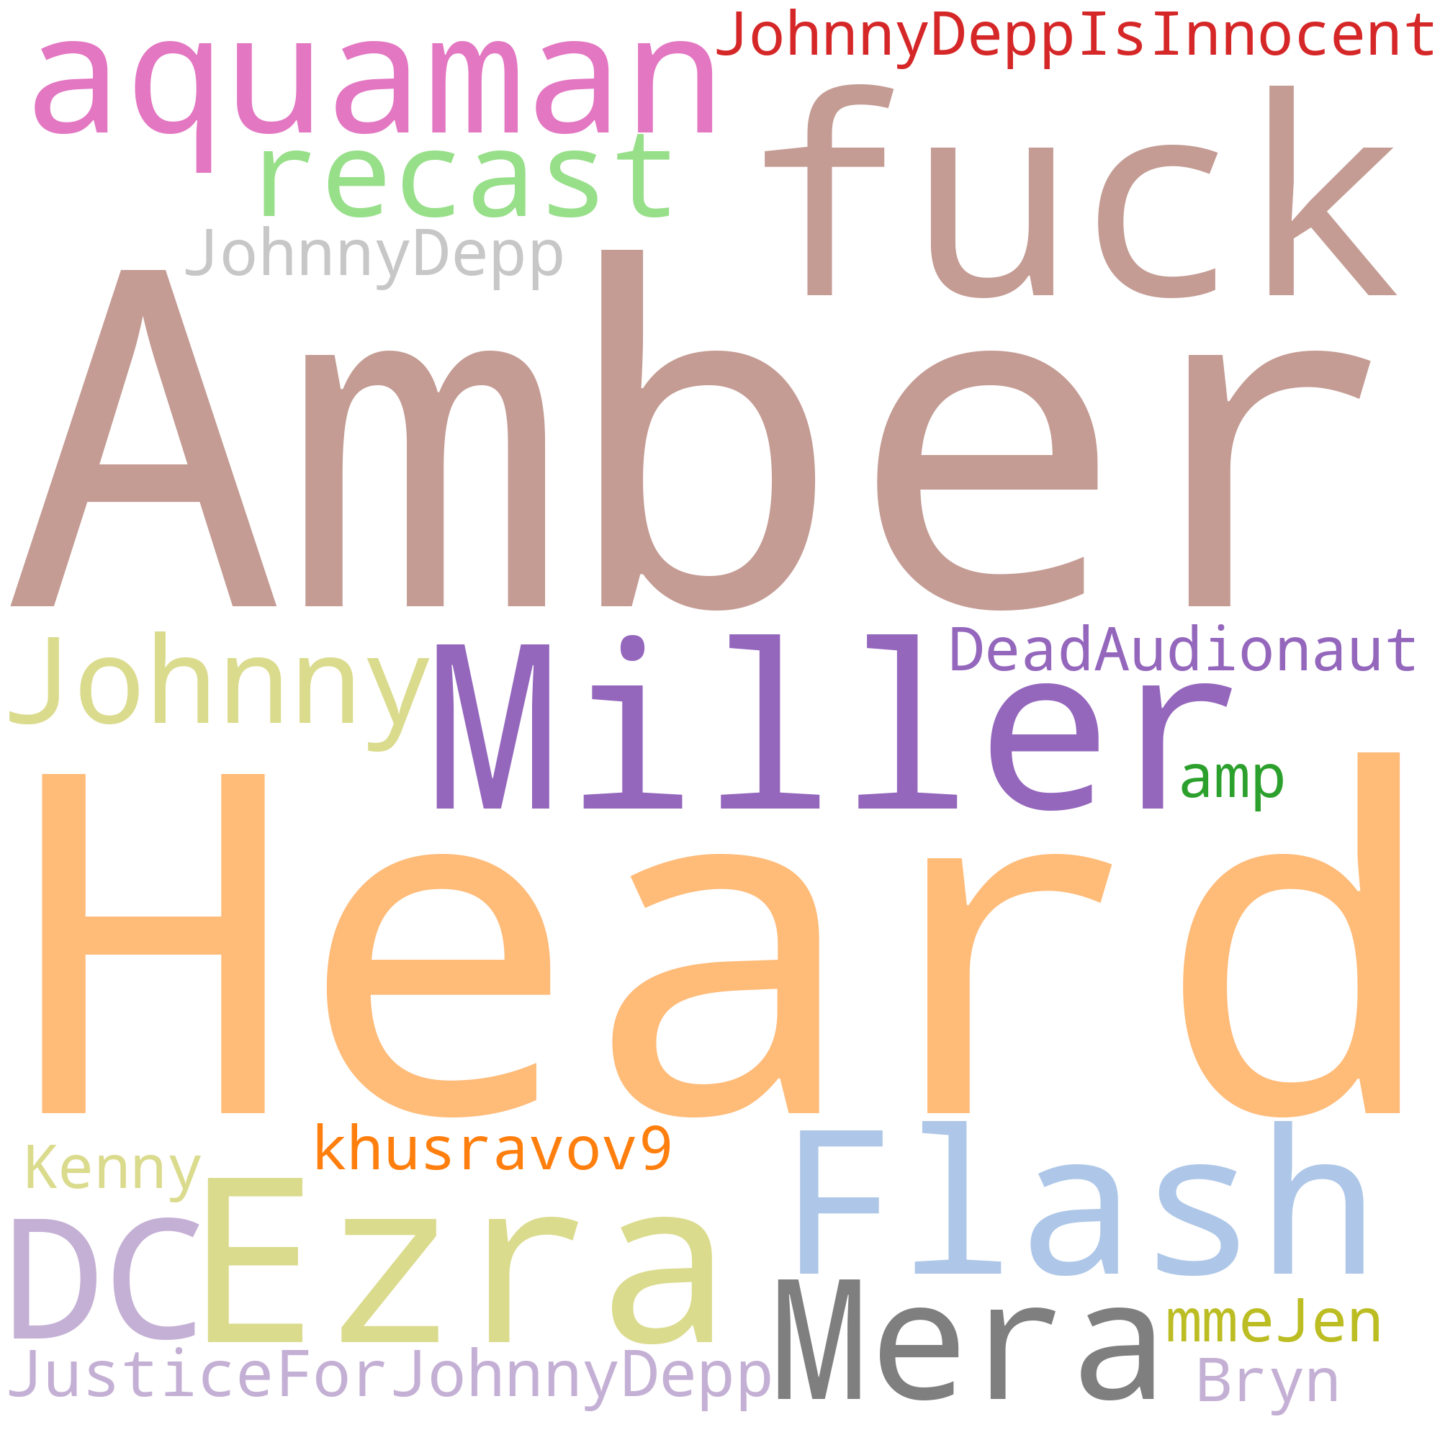 JohnnyDeppIsInnocent
aquaman
fuck
recast
JohnnyDepp
Amber
Johnny
Miller
DeadAudionaut
amp
Heard
khusravov9
Kenny
Flash
Ezra
DC
Mera
mmeJen
JusticeForJohnnyDepp
Bryn